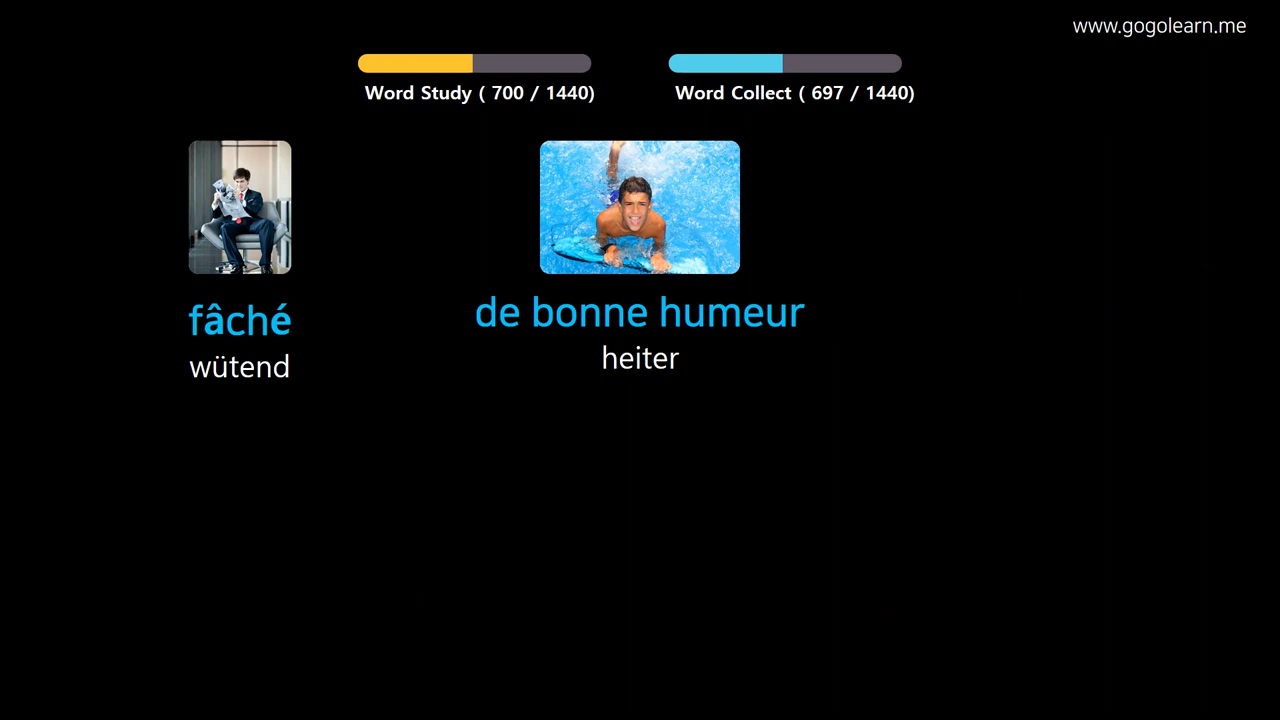 www.gogolearn.me
Word Study ( 700 / 1440)
Word Collect ( 697 / 1440)
fâché
wütend
de bonne humeur
heiter